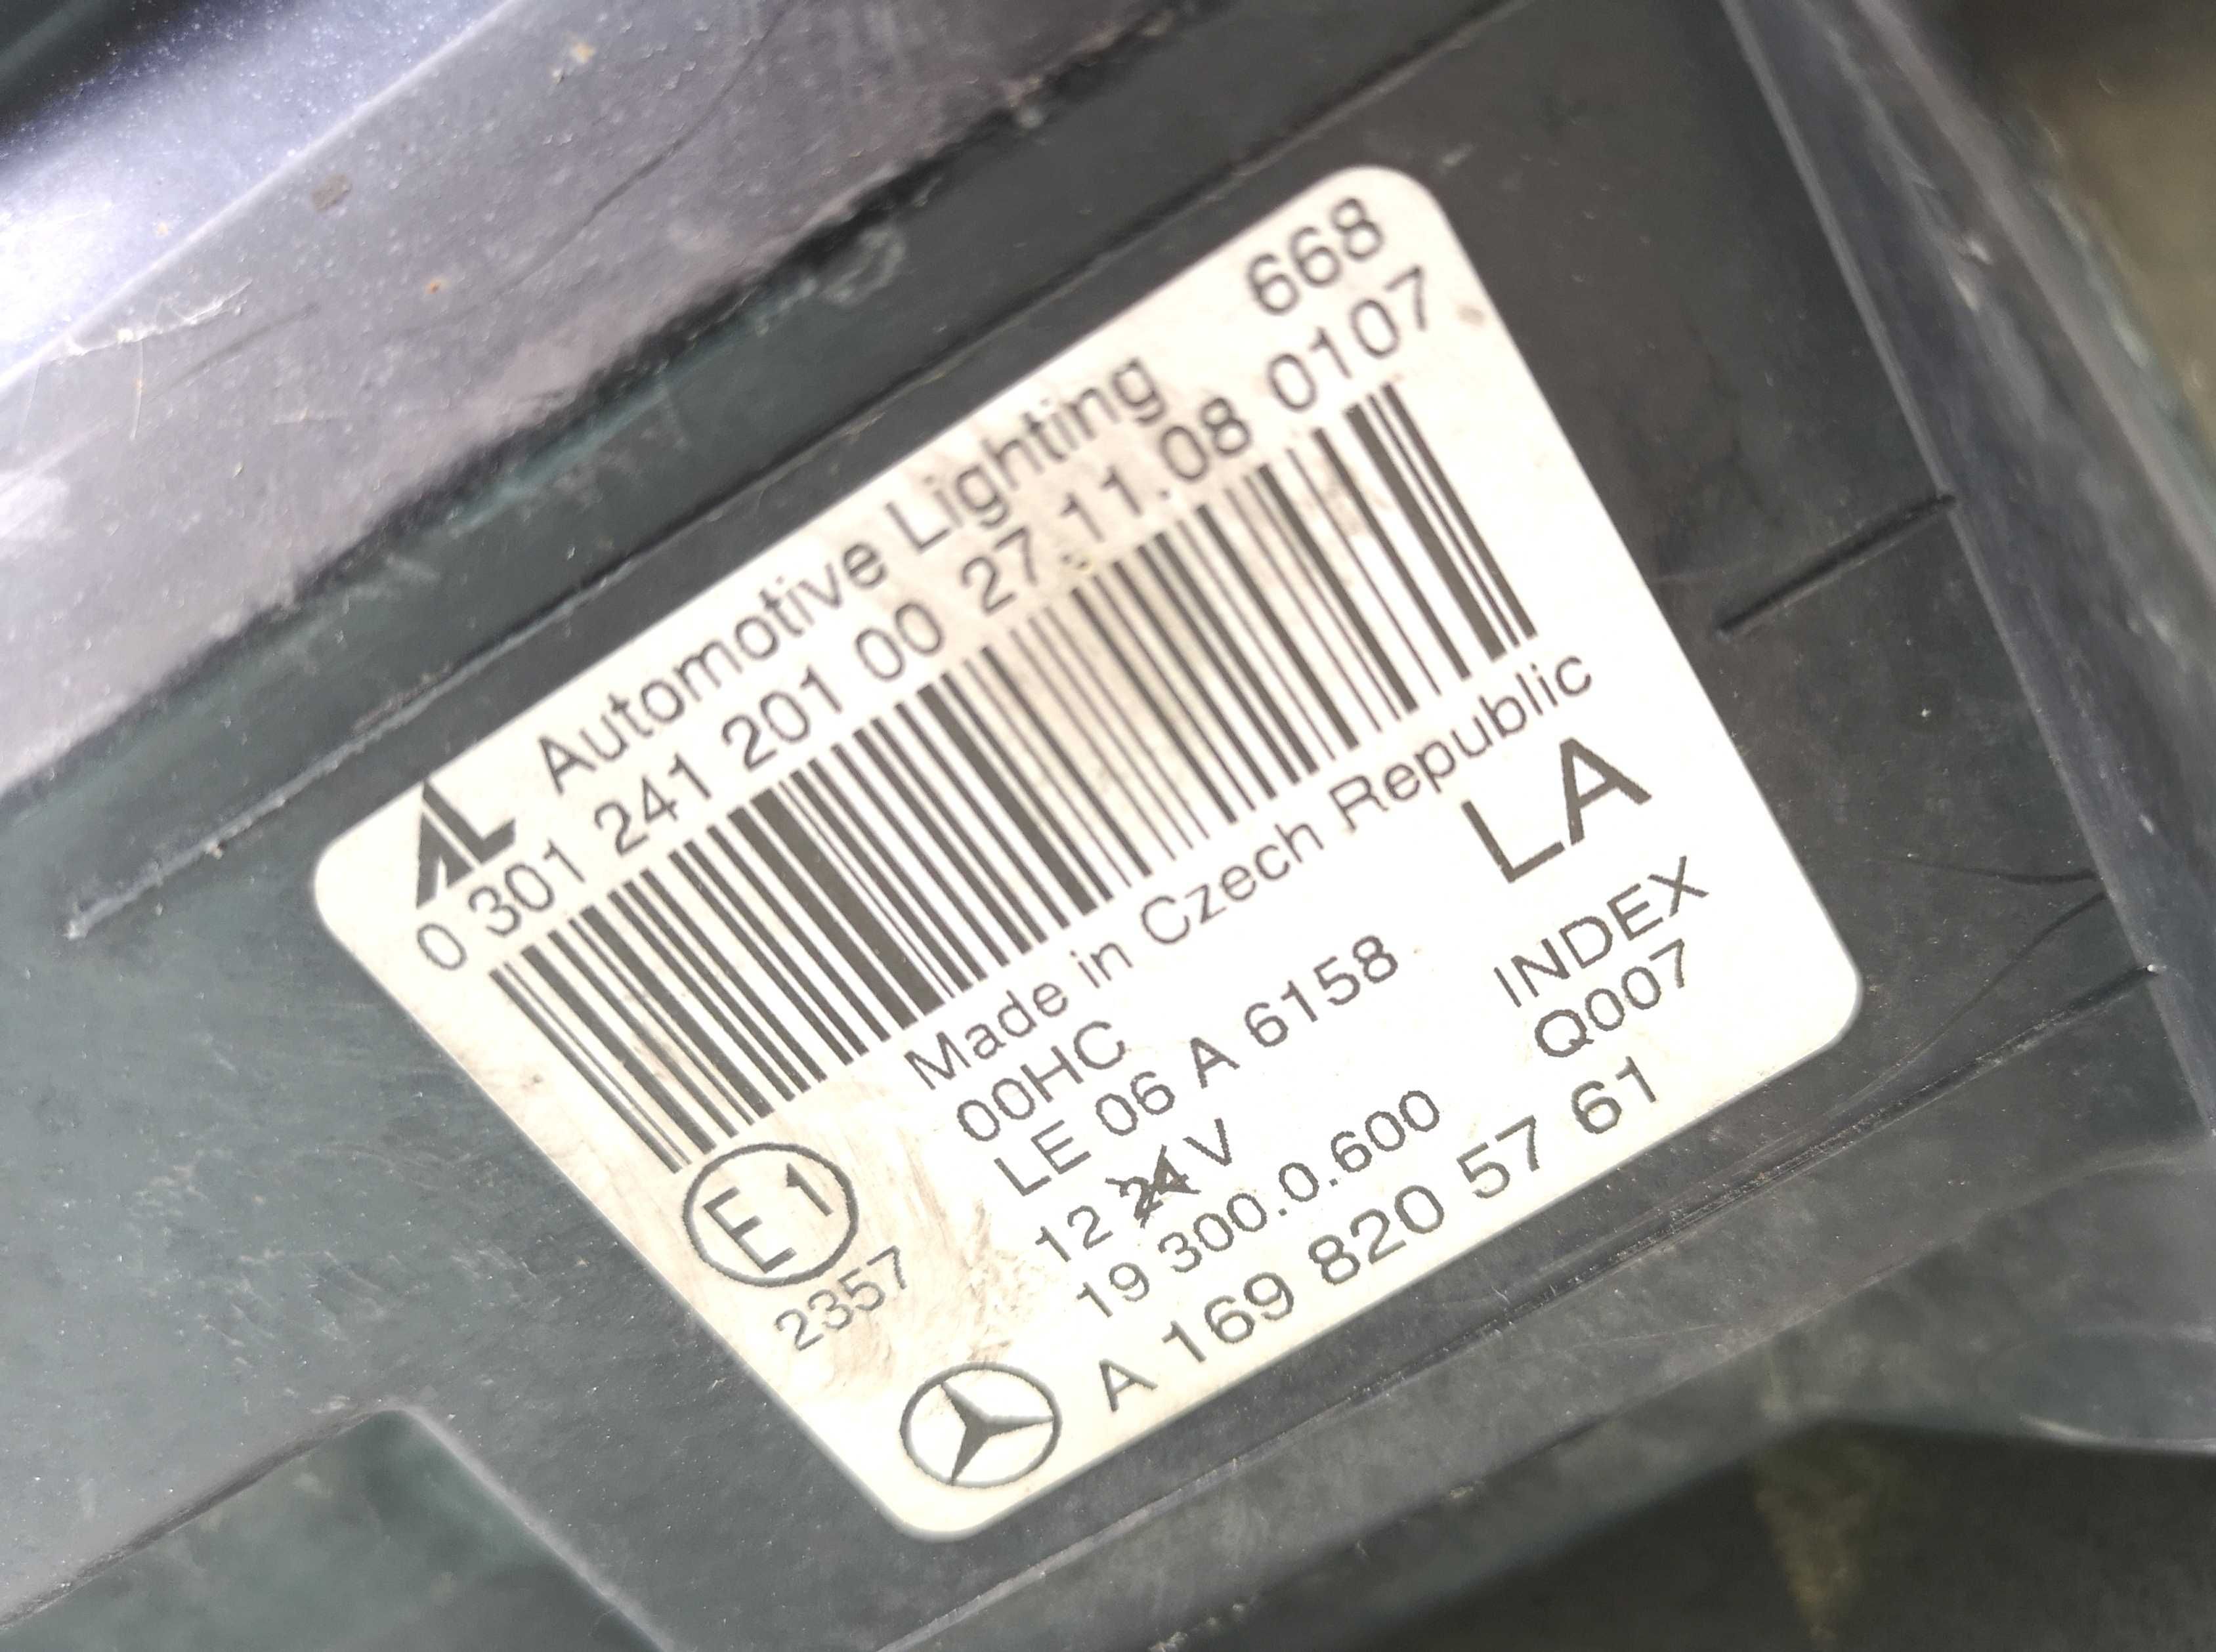 AL Automotive Lighting 668
0 301 241 201 00 27.11.08 0107
Made in Czech Republic
00HC LA
LE 06 A 6158
12 24 V INDEX
19 300.0.600 Q007
E1
2357
A 169 820 57 61